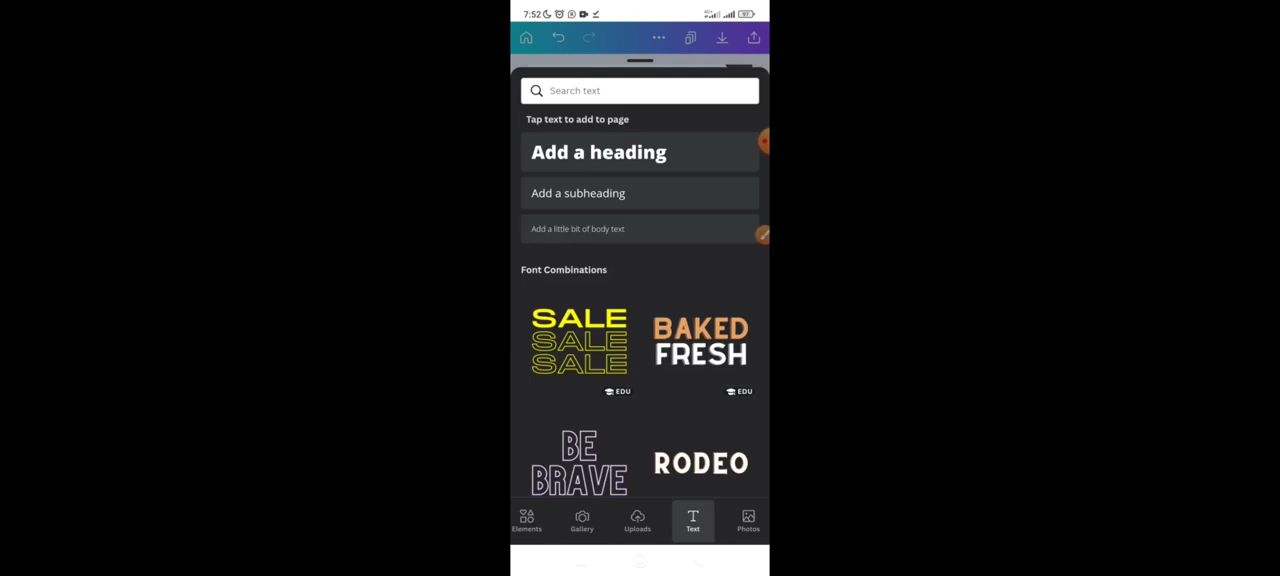 7:52
97
Search text
Tap text to add to page
Add a heading
Add a subheading
Add a little bit of body text
Font Combinations
SALE
SALE
SALE
BAKED
FRESH
EDU
EDU
BE
BRAVE
RODEO
Elements
Gallery
Uploads
Text
Photos